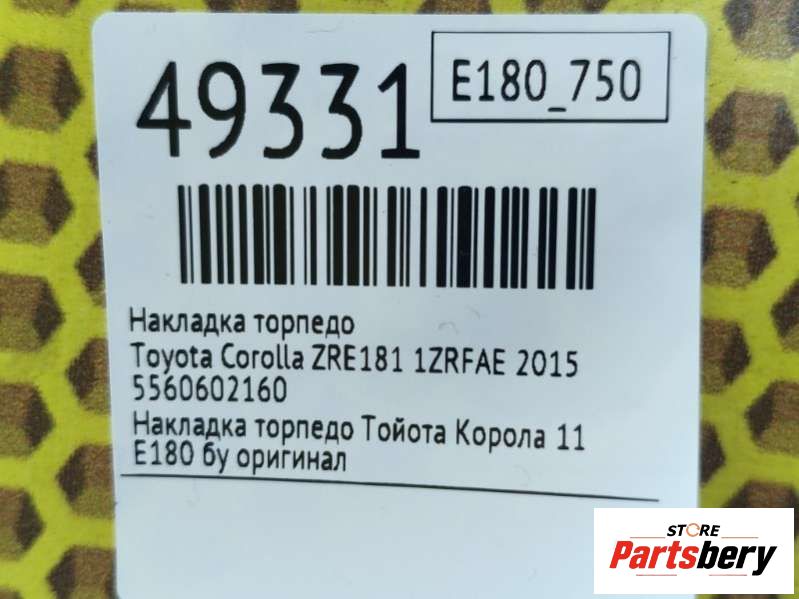 49331
E180_750
Накладка торпедо
Toyota Corolla ZRE181 1ZRFAE 2015
5560602160
Накладка торпедо Тойота Корола 11
E180 бу оригинал
STORE
Partsbery